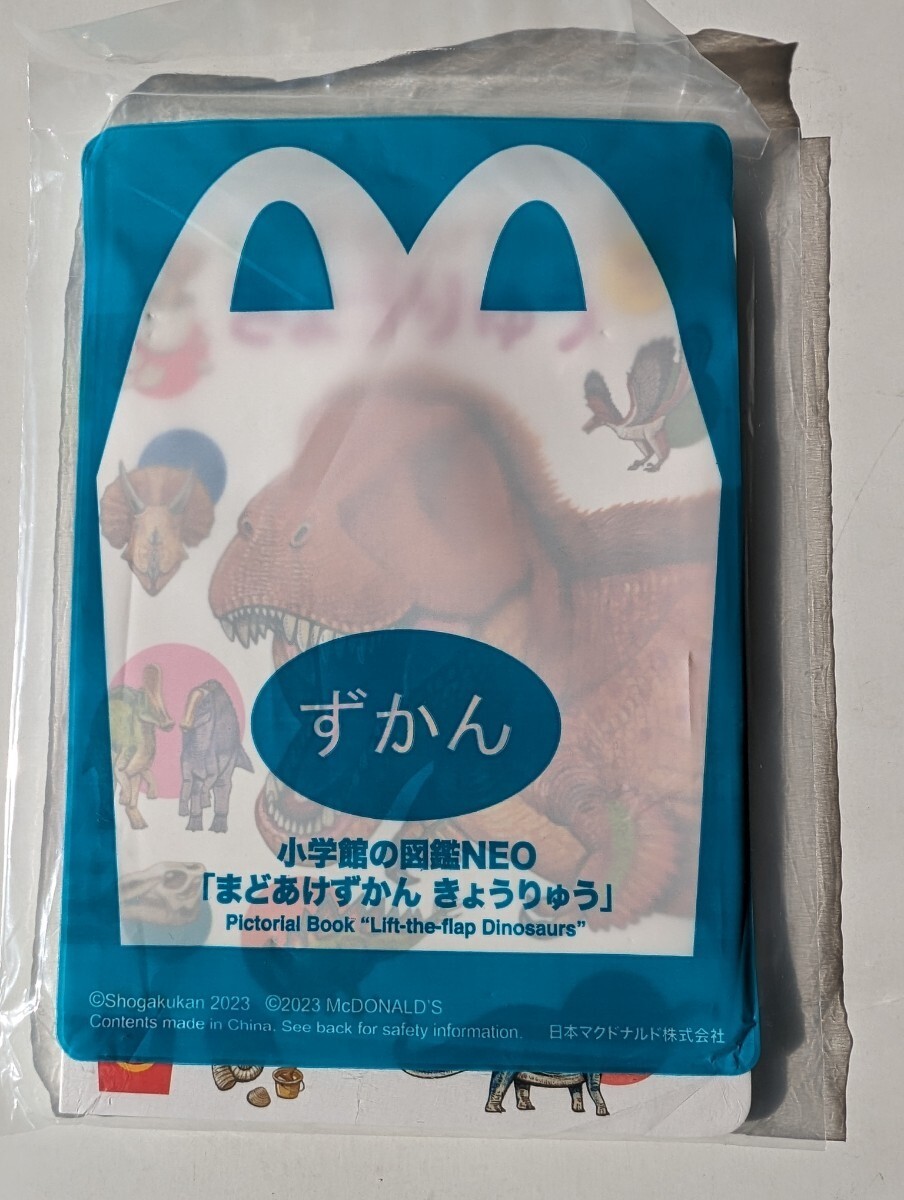 ずかん
小学館の図鑑NEO
「まどあけずかん きょうりゅう」
Pictorial Book “Lift-the-flap Dinosaurs”
©Shogakukan 2023 ©2023 McDONALD'S
Contents made in China. See back for safety information. 日本マクドナルド株式会社